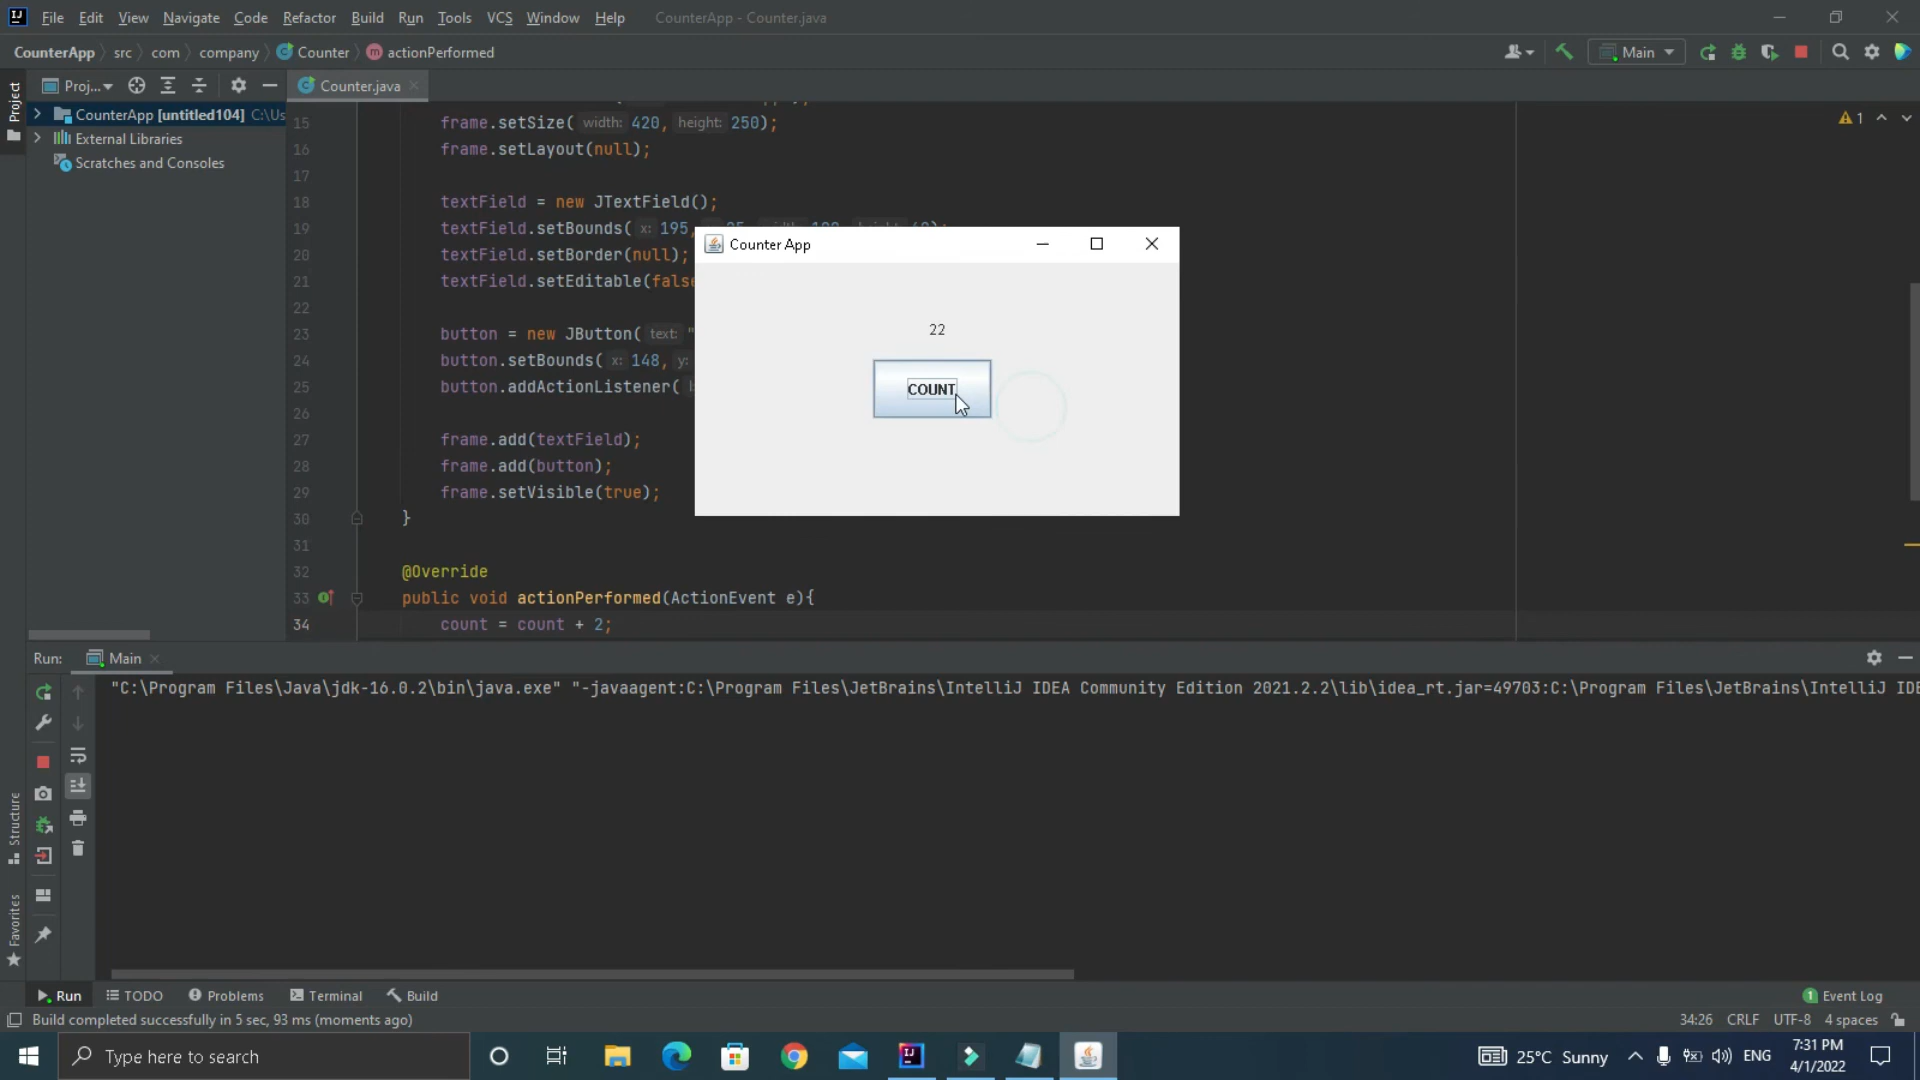 File Edit View Navigate Code Refactor Build Run Tools VCS Window Help CounterApp - Counter.java
CounterApp src com company Counter actionPerformed Main
Project
Proj... Counter.java
CounterApp [untitled104] C:\Us
External Libraries
Scratches and Consoles
1
15 frame.setSize( width: 420, height: 250);
16 frame.setLayout(null);
17
18 textField = new JTextField();
19 textField.setBounds( x: 195,
20 textField.setBorder(null);
21 textField.setEditable(false
22
23 button = new JButton( text: "
24 button.setBounds( x: 148, y:
25 button.addActionListener(
26
27 frame.add(textField);
28 frame.add(button);
29 frame.setVisible(true);
30 }
31
32 @Override
33 public void actionPerformed(ActionEvent e){
34 count = count + 2;
Counter App
22
COUNT
Run: Main
"C:\Program Files\Java\jdk-16.0.2\bin\java.exe" "-javaagent:C:\Program Files\JetBrains\IntelliJ IDEA Community Edition 2021.2.2\lib\idea_rt.jar=49703:C:\Program Files\JetBrains\IntelliJ IDE
Structure
Favorites
Run TODO Problems Terminal Build 1 Event Log
Build completed successfully in 5 sec, 93 ms (moments ago) 34:26 CRLF UTF-8 4 spaces
Type here to search
25°C Sunny ENG
7:31 PM
4/1/2022